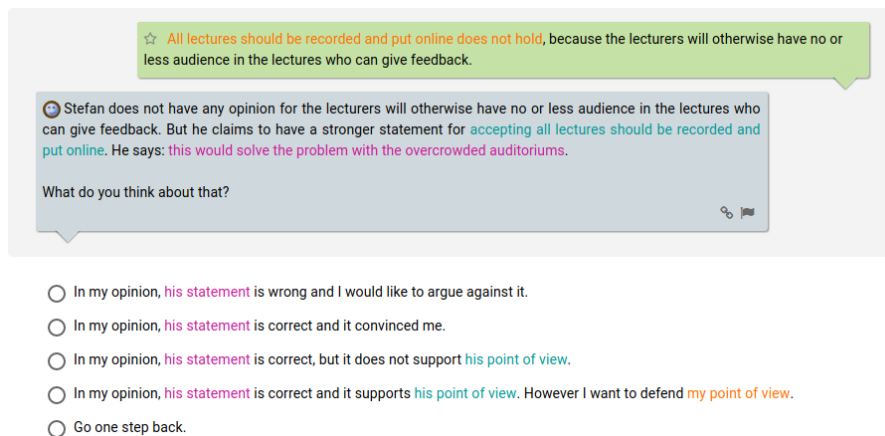 All lectures should be recorded and put online does not hold, because the lecturers will otherwise have no or
less audience in the lectures who can give feedback.
Stefan does not have any opinion for the lecturers will otherwise have no or less audience in the lectures who
can give feedback. But he claims to have a stronger statement for accepting all lectures should be recorded and
put online. He says: this would solve the problem with the overcrowded auditoriums.
What do you think about that?
In my opinion, his statement is wrong and I would like to argue against it.
In my opinion, his statement is correct and it convinced me.
In my opinion, his statement is correct, but it does not support his point of view.
In my opinion, his statement is correct and it supports his point of view. However I want to defend my point of view.
Go one step back.